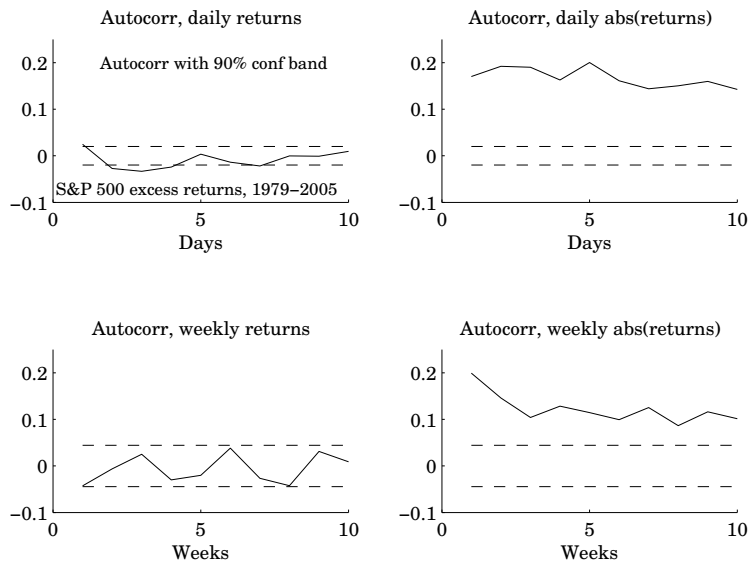 Autocorr, daily returns
Autocorr with 90% conf band
0.2
0.1
0
−0.1
S&P 500 excess returns, 1979−2005
0 5 10
Days
Autocorr, daily abs(returns)
0.2
0.1
0
−0.1
0 5 10
Days
Autocorr, weekly returns
0.2
0.1
0
−0.1
0 5 10
Weeks
Autocorr, weekly abs(returns)
0.2
0.1
0
−0.1
0 5 10
Weeks